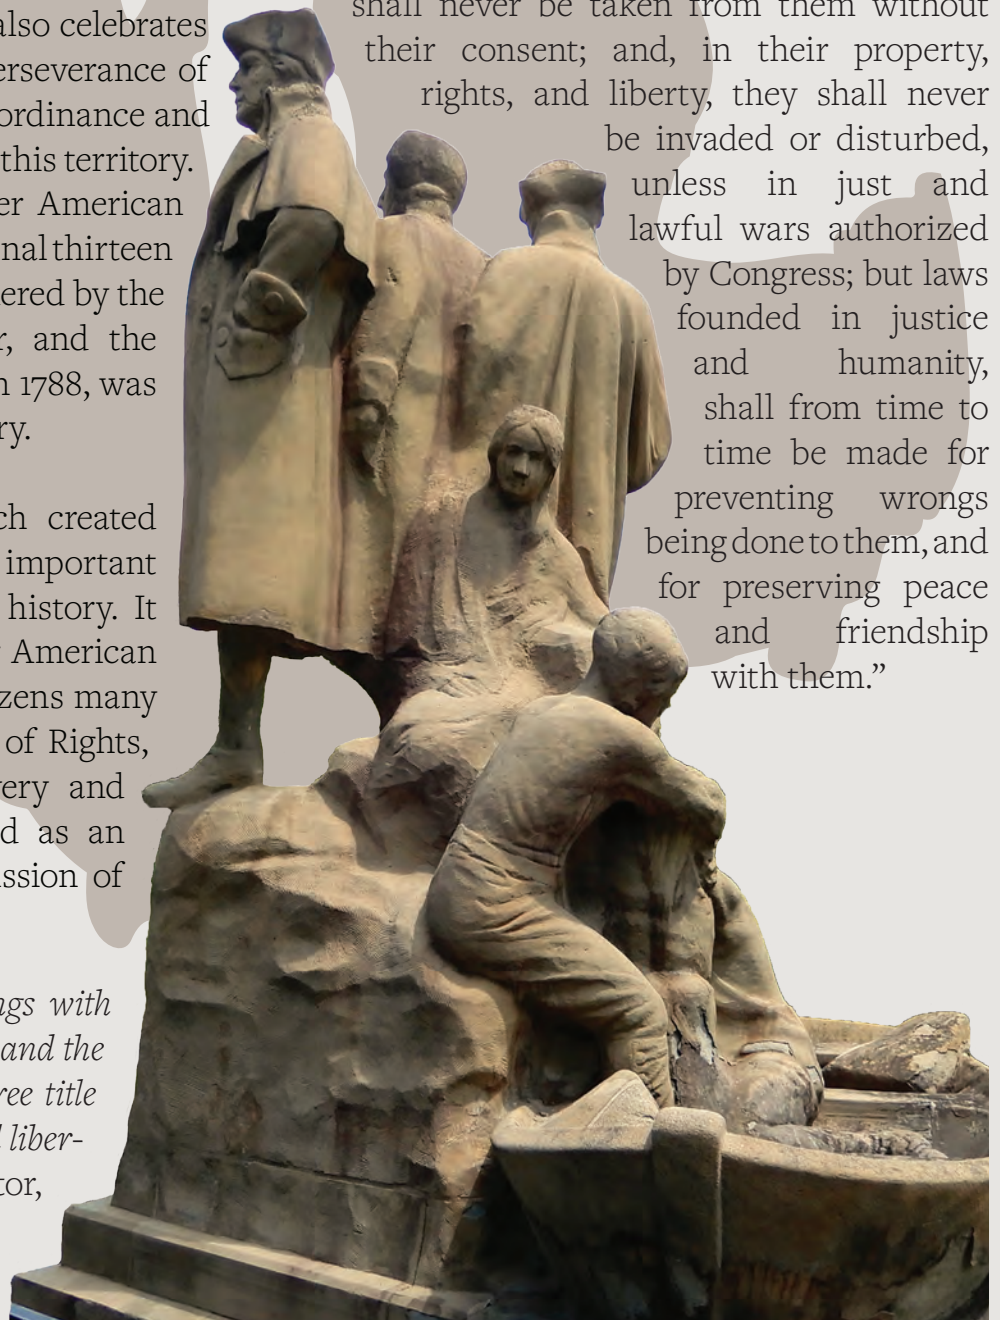 also celebrates
erseverance of
ordinance and
this territory.
er American
nal thirteen
ered by the
r, and the
n 1788, was
ry.
ch created
important
history. It
American
zens many
of Rights,
very and
d as an
ssion of
ngs with
and the
ree title
l liber-
tor,
shall never be taken from them without
their consent; and, in their property,
rights, and liberty, they shall never
be invaded or disturbed,
unless in just and
lawful wars authorized
by Congress; but laws
founded in justice
and humanity,
shall from time to
time be made for
preventing wrongs
being done to them, and
for preserving peace
and friendship
with them.”